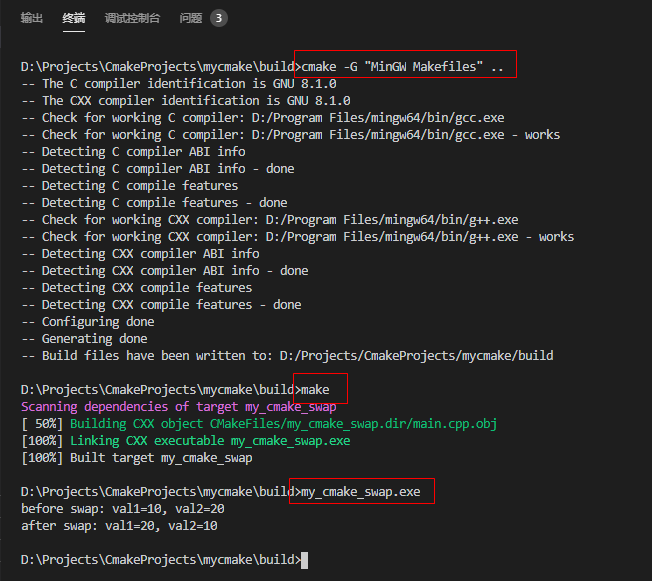 输出 终端 调试控制台 问题 3
D:\Projects\CmakeProjects\mycmake\build>cmake -G "MinGW Makefiles" ..
-- The C compiler identification is GNU 8.1.0
-- The CXX compiler identification is GNU 8.1.0
-- Check for working C compiler: D:/Program Files/mingw64/bin/gcc.exe
-- Check for working C compiler: D:/Program Files/mingw64/bin/gcc.exe - works
-- Detecting C compiler ABI info
-- Detecting C compiler ABI info - done
-- Detecting C compile features
-- Detecting C compile features - done
-- Check for working CXX compiler: D:/Program Files/mingw64/bin/g++.exe
-- Check for working CXX compiler: D:/Program Files/mingw64/bin/g++.exe - works
-- Detecting CXX compiler ABI info
-- Detecting CXX compiler ABI info - done
-- Detecting CXX compile features
-- Detecting CXX compile features - done
-- Configuring done
-- Generating done
-- Build files have been written to: D:/Projects/CmakeProjects/mycmake/build
D:\Projects\CmakeProjects\mycmake\build>make
Scanning dependencies of target my_cmake_swap
[ 50%] Building CXX object CMakeFiles/my_cmake_swap.dir/main.cpp.obj
[100%] Linking CXX executable my_cmake_swap.exe
[100%] Built target my_cmake_swap
D:\Projects\CmakeProjects\mycmake\build>my_cmake_swap.exe
before swap: val1=10, val2=20
after swap: val1=20, val2=10
D:\Projects\CmakeProjects\mycmake\build>